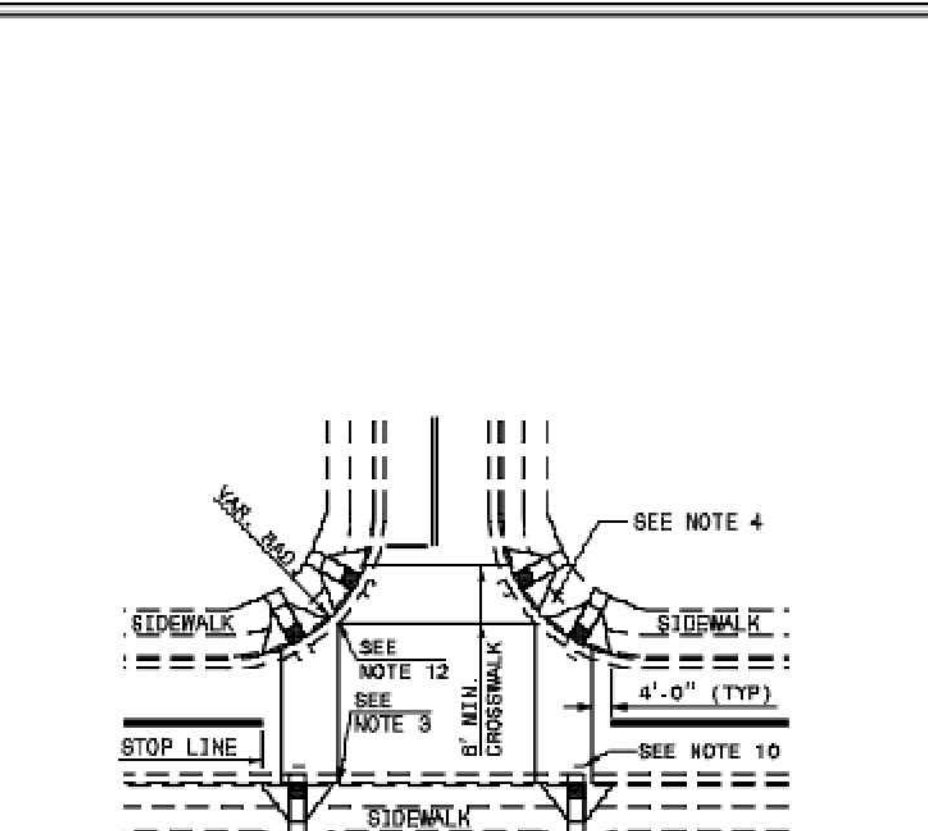 VAR. RAD.
SEE NOTE 4
SIDEWALK
SIDEWALK
SEE
NOTE 12
6' MIN.
CROSSWALK
4'-0" (TYP)
SEE
NOTE 3
STOP LINE
SEE NOTE 10
SIDEWALK